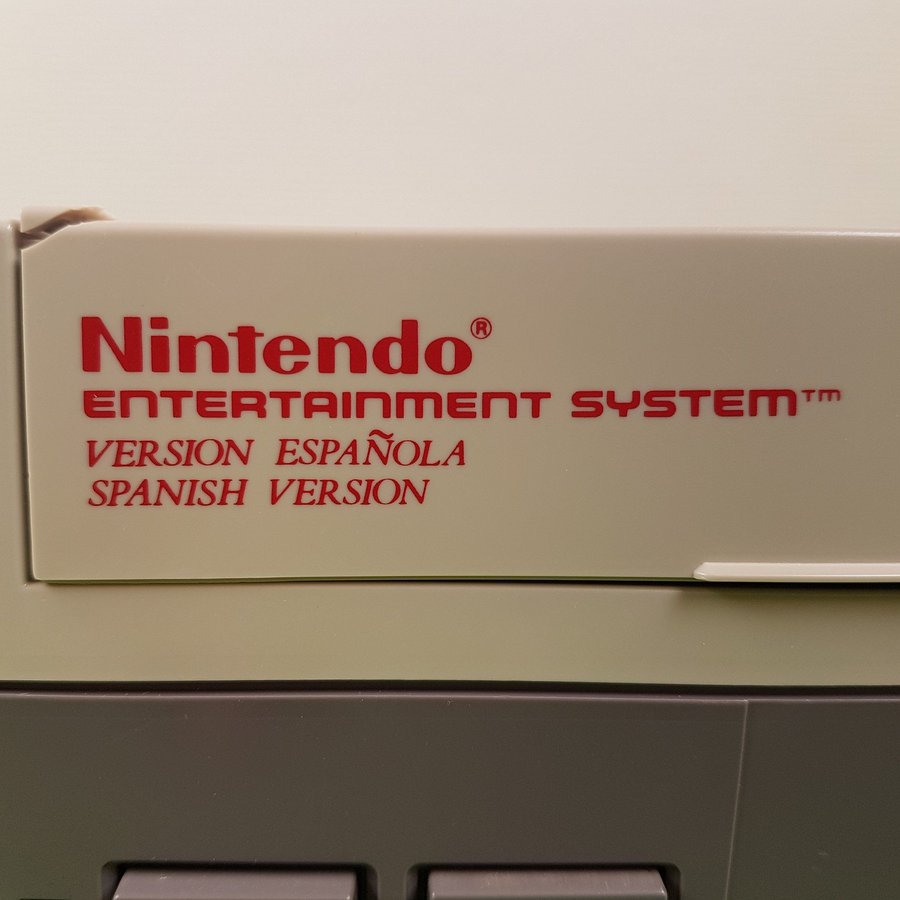 Nintendo®
ENTERTAINMENT SYSTEM™
VERSION ESPAÑOLA
SPANISH VERSION